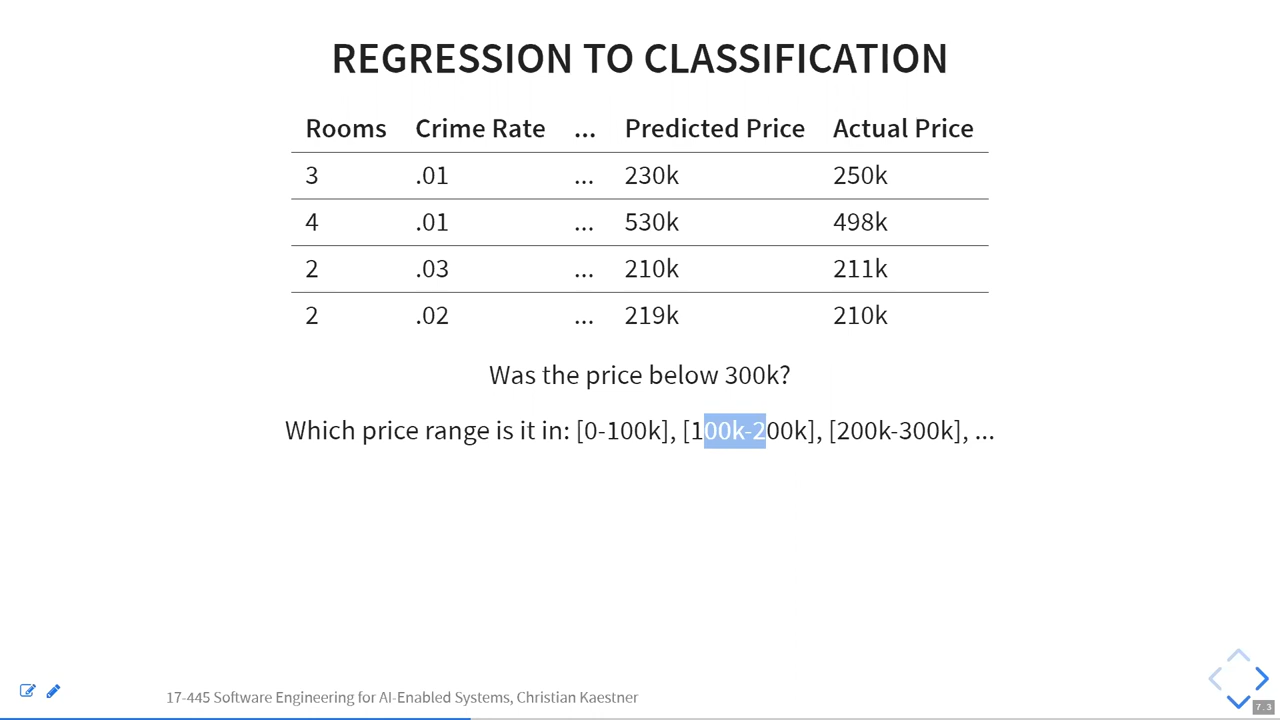 REGRESSION TO CLASSIFICATION
Rooms Crime Rate ... Predicted Price Actual Price
3 .01 ... 230k 250k
4 .01 ... 530k 498k
2 .03 ... 210k 211k
2 .02 ... 219k 210k
Was the price below 300k?
Which price range is it in: [0-100k], [100k-200k], [200k-300k], ...
17-445 Software Engineering for AI-Enabled Systems, Christian Kaestner
7.3